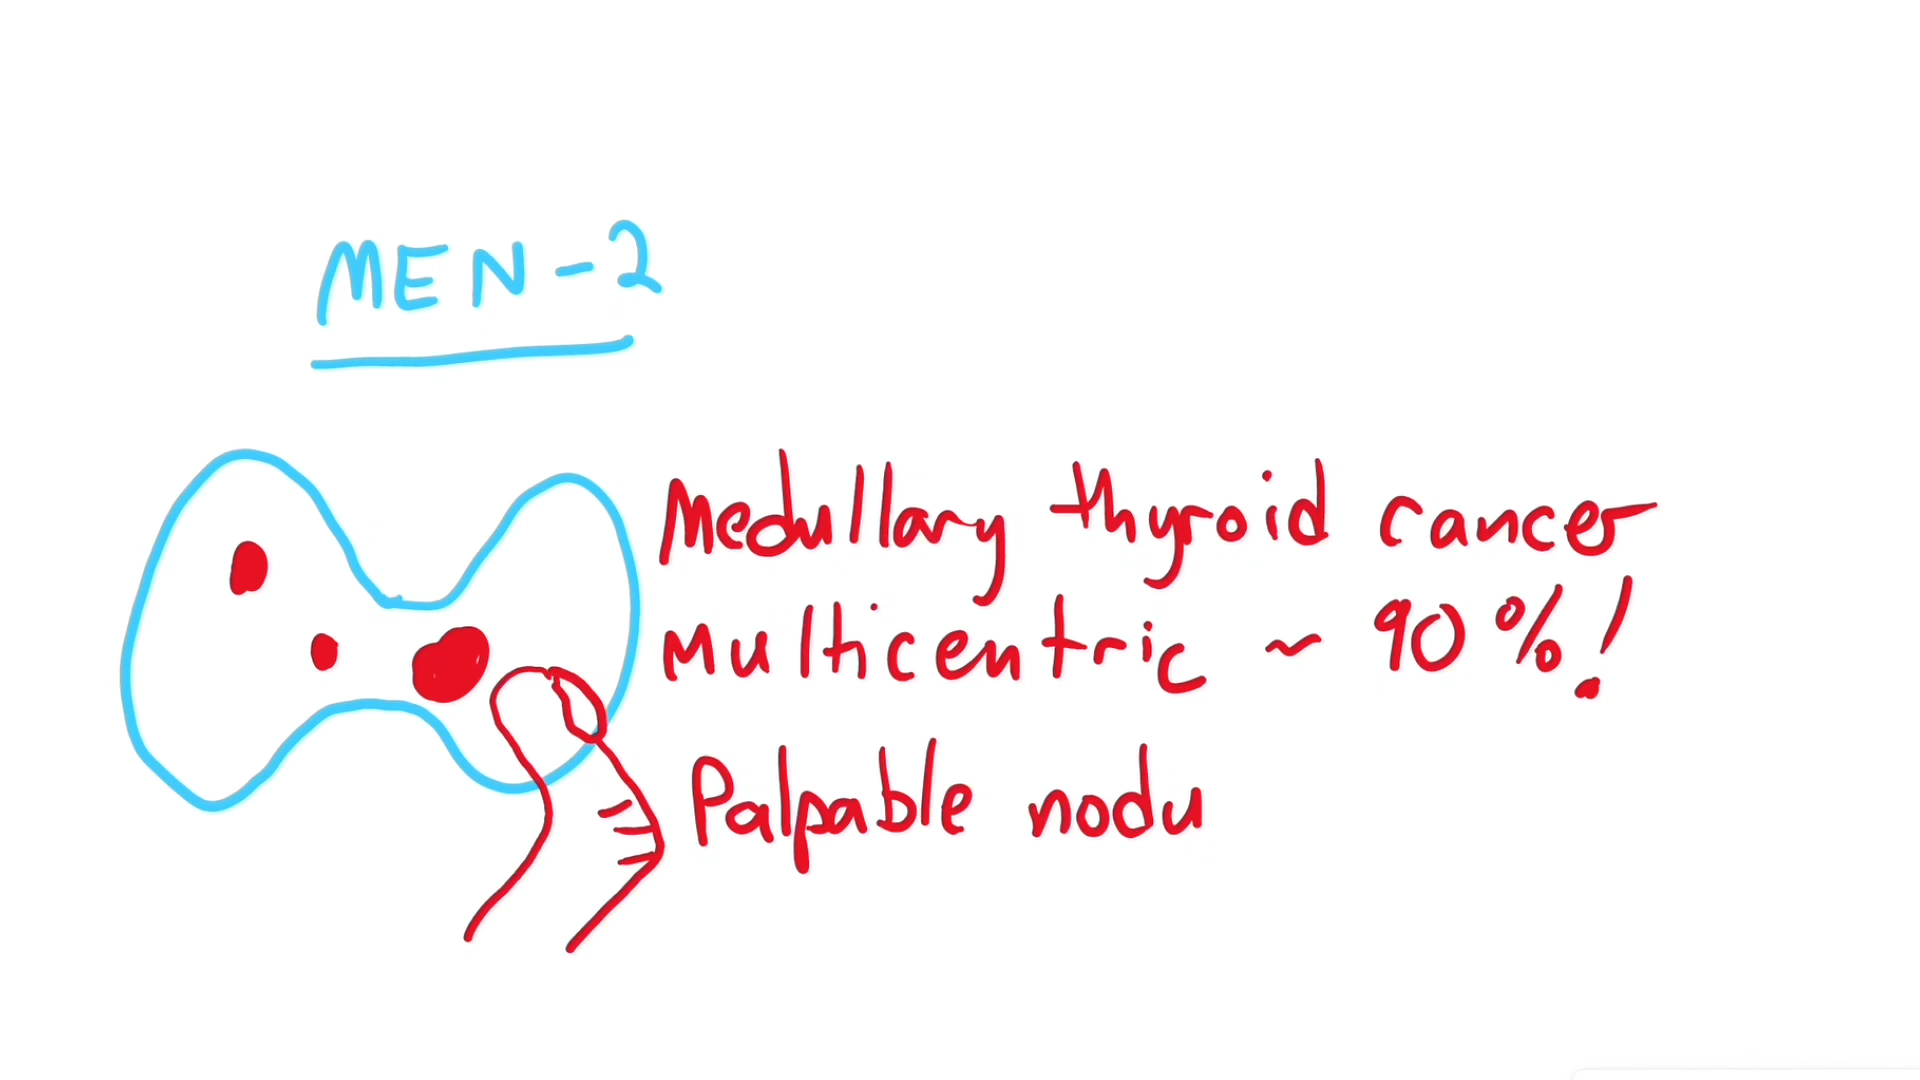 MEN-2
Medullary thyroid cancer
Multicentric ~ 90%!
Palpable nodu